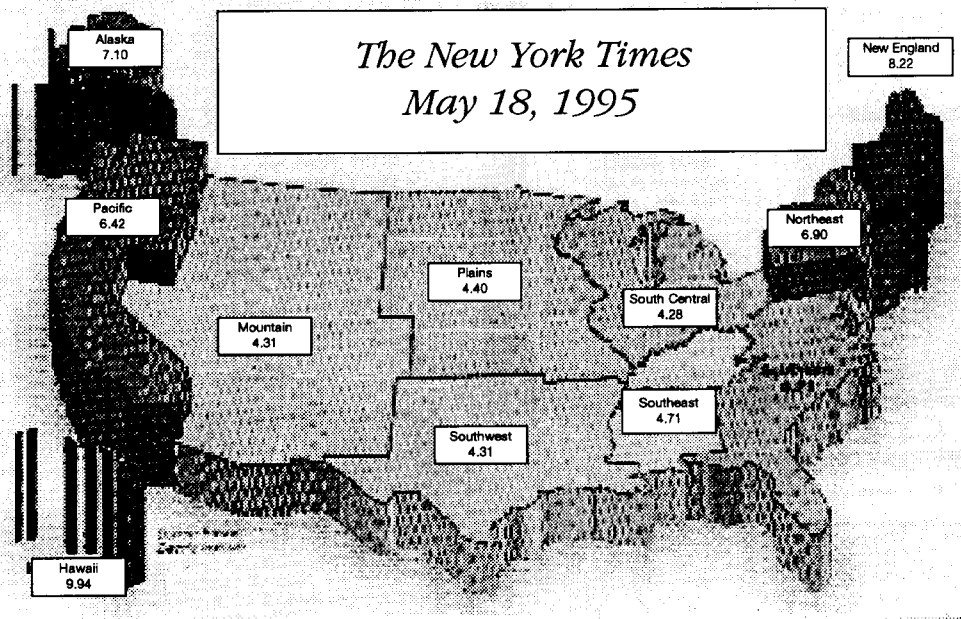 The New York Times
May 18, 1995
Alaska
7.10
New England
8.22
Pacific
6.42
Northeast
6.90
Plains
4.40
South Central
4.28
Mountain
4.31
Southeast
4.71
Southwest
4.31
Hawaii
9.94